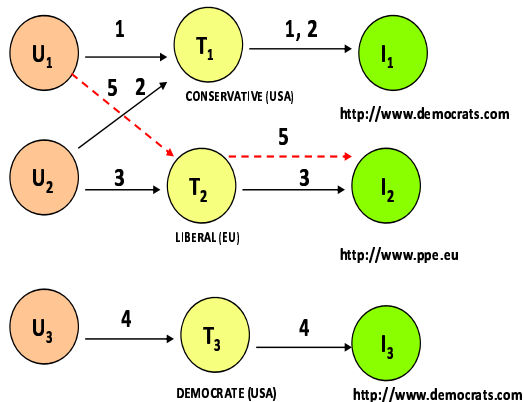 U1 1 T1 1, 2 I1
CONSERVATIVE (USA)
http://www.democrats.com
5 2
5
U2 3 T2 3 I2
LIBERAL (EU)
http://www.ppe.eu
U3 4 T3 4 I3
DEMOCRATE (USA)
http://www.democrats.com